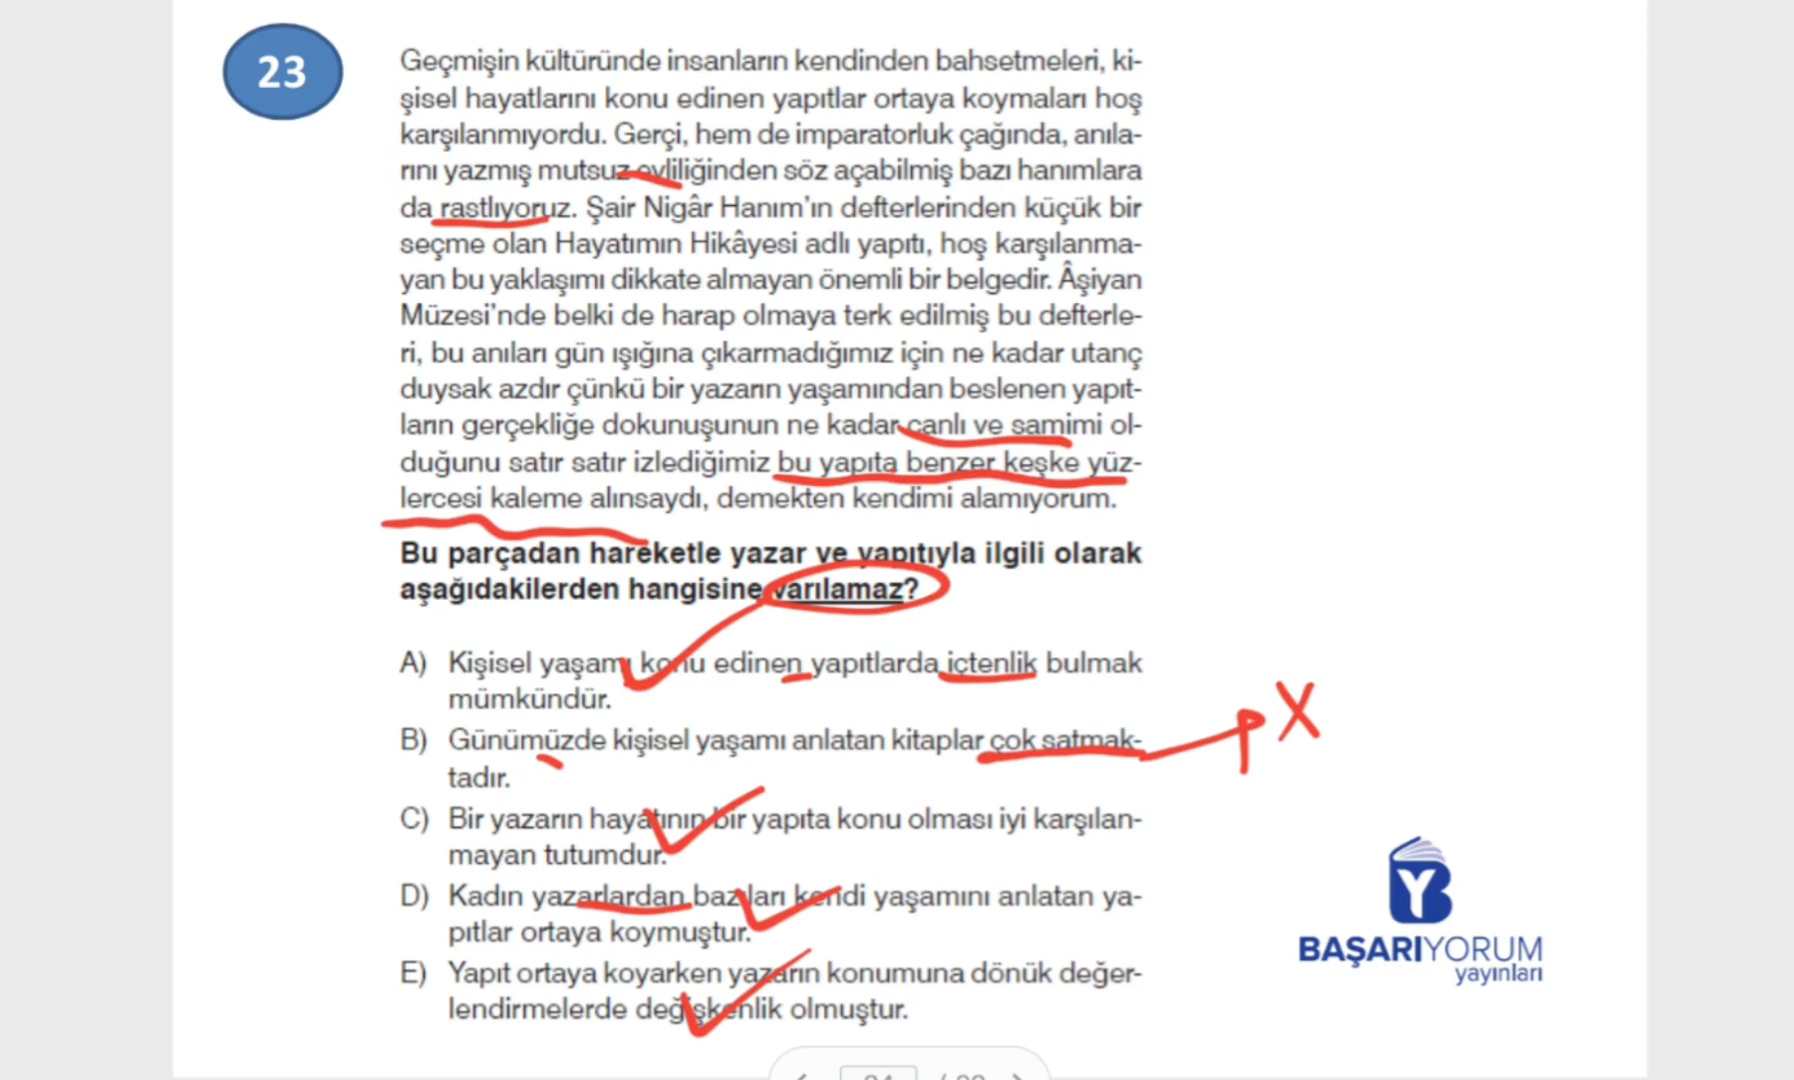 23
Geçmişin kültüründe insanların kendinden bahsetmeleri, ki-
şisel hayatlarını konu edinen yapıtlar ortaya koymaları hoş
karşılanmıyordu. Gerçi, hem de imparatorluk çağında, anıla-
rını yazmış mutsuz evliliğinden söz açabilmiş bazı hanımlara
da rastlıyoruz. Şair Nigâr Hanım’ın defterlerinden küçük bir
seçme olan Hayatımın Hikâyesi adlı yapıtı, hoş karşılanma-
yan bu yaklaşımı dikkate almayan önemli bir belgedir. Âşiyan
Müzesi’nde belki de harap olmaya terk edilmiş bu defterle-
ri, bu anıları gün ışığına çıkarmadığımız için ne kadar utanç
duysak azdır çünkü bir yazarın yaşamından beslenen yapıt-
ların gerçekliğe dokunuşunun ne kadar canlı ve samimi ol-
duğunu satır satır izlediğimiz bu yapıta benzer keşke yüz-
lercesi kaleme alınsaydı, demekten kendimi alamıyorum.
Bu parçadan hareketle yazar ve yapıtıyla ilgili olarak
aşağıdakilerden hangisine varılamaz?
A) Kişisel yaşamı konu edinen yapıtlarda içtenlik bulmak
mümkündür.
B) Günümüzde kişisel yaşamı anlatan kitaplar çok satmak-
tadır.
X
C) Bir yazarın hayatının bir yapıta konu olması iyi karşılan-
mayan tutumdur.
D) Kadın yazarlardan bazıları kendi yaşamını anlatan ya-
pıtlar ortaya koymuştur.
E) Yapıt ortaya koyarken yazarın konumuna dönük değer-
lendirmelerde değişkenlik olmuştur.
BAŞARIYORUM
yayınları